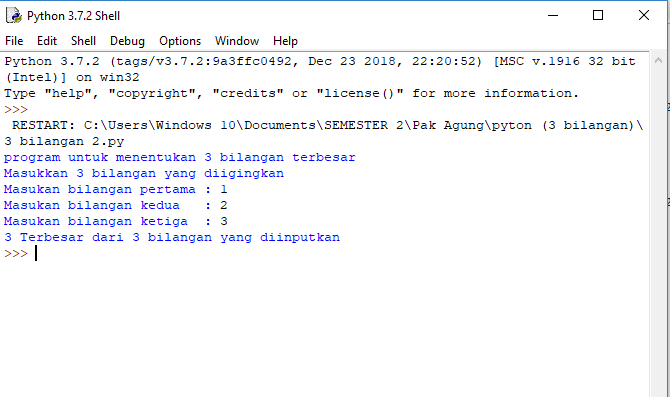 Python 3.7.2 Shell
File Edit Shell Debug Options Window Help
Python 3.7.2 (tags/v3.7.2:9a3ffc0492, Dec 23 2018, 22:20:52) [MSC v.1916 32 bit
(Intel)] on win32
Type "help", "copyright", "credits" or "license()" for more information.
>>>
 RESTART: C:\Users\Windows 10\Documents\SEMESTER 2\Pak Agung\pyton (3 bilangan)\
3 bilangan 2.py
program untuk menentukan 3 bilangan terbesar
Masukkan 3 bilangan yang diigingkan
Masukan bilangan pertama : 1
Masukan bilangan kedua   : 2
Masukan bilangan ketiga  : 3
3 Terbesar dari 3 bilangan yang diinputkan
>>>